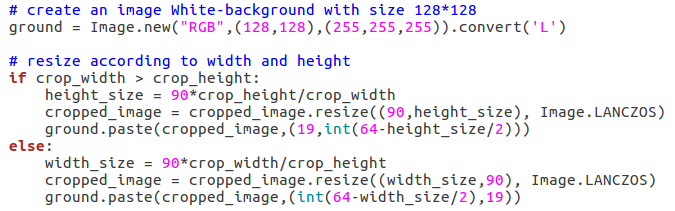 # create an image White-background with size 128*128
ground = Image.new("RGB",(128,128),(255,255,255)).convert('L')

# resize according to width and height
if crop_width > crop_height:
    height_size = 90*crop_height/crop_width
    cropped_image = cropped_image.resize((90,height_size), Image.LANCZOS)
    ground.paste(cropped_image,(19,int(64-height_size/2)))
else:
    width_size = 90*crop_width/crop_height
    cropped_image = cropped_image.resize((width_size,90), Image.LANCZOS)
    ground.paste(cropped_image,(int(64-width_size/2),19))